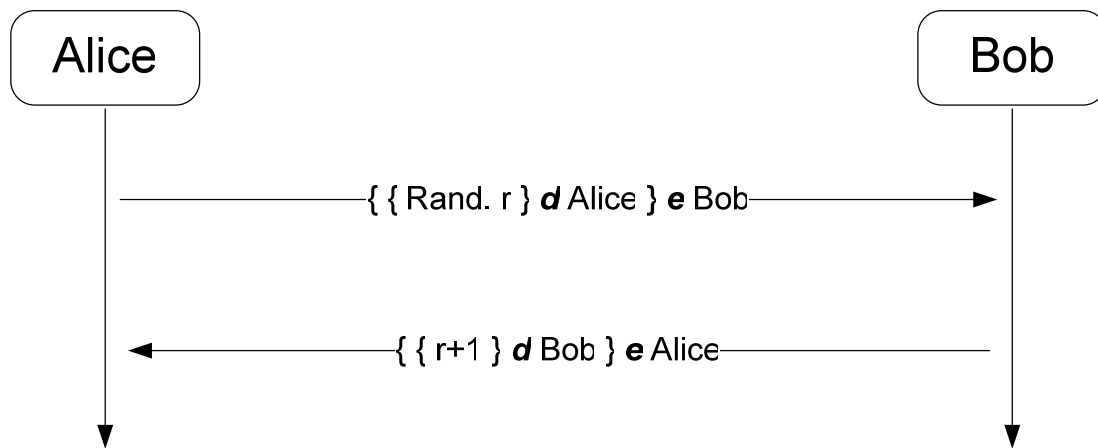 Alice
Bob
{ { Rand. r } d Alice } e Bob
{ { r+1 } d Bob } e Alice